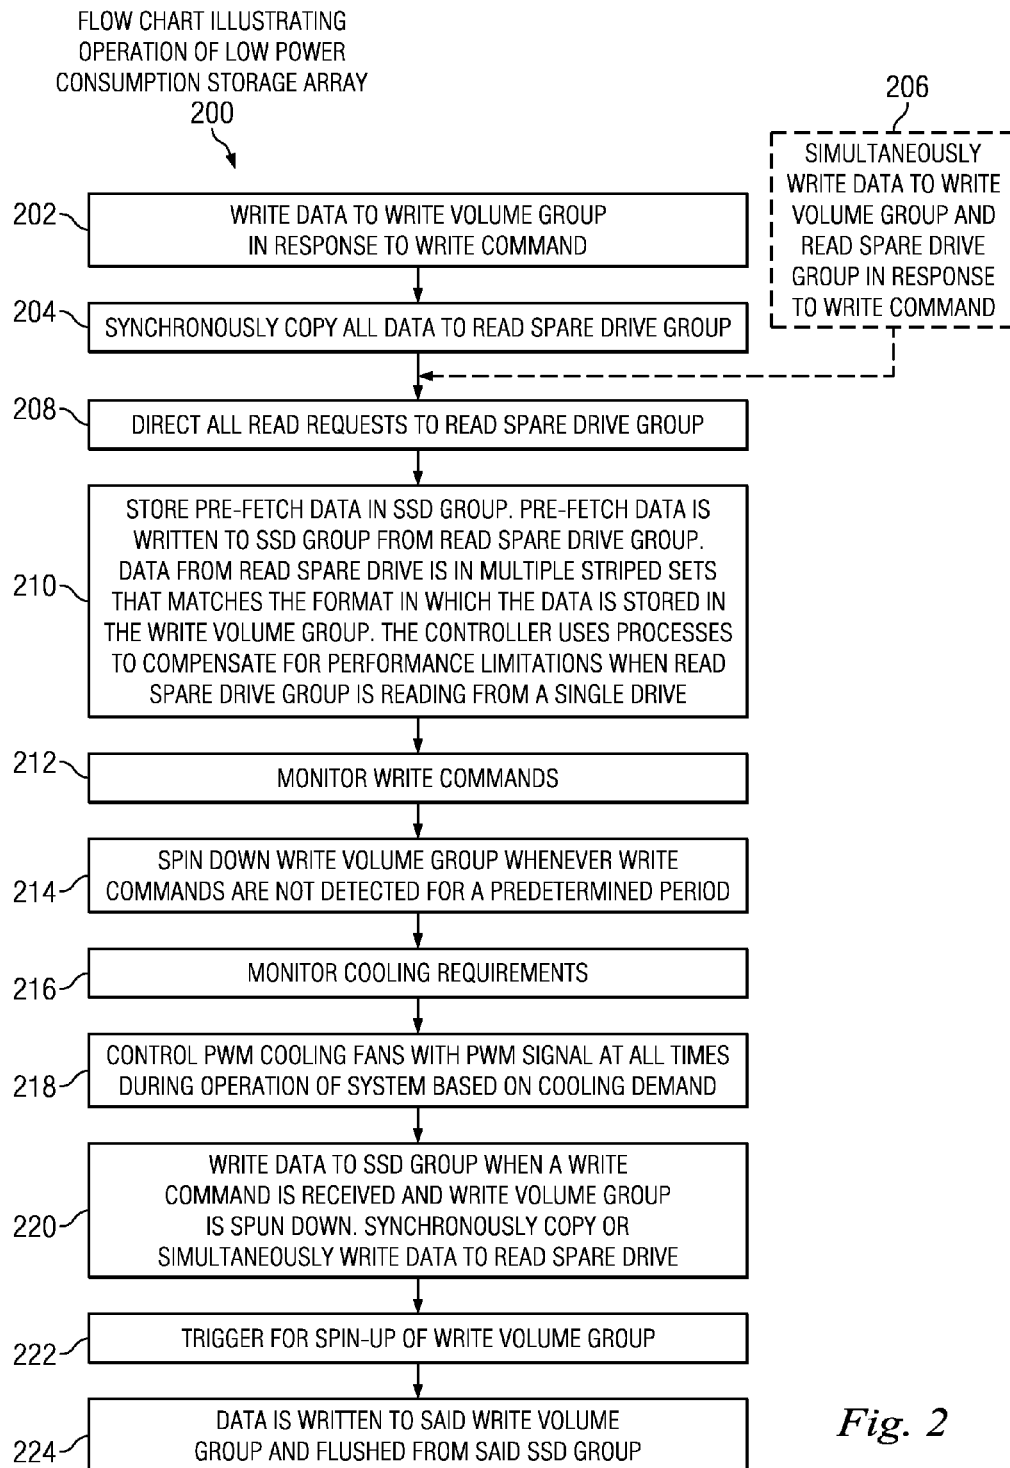 FLOW CHART ILLUSTRATING
OPERATION OF LOW POWER
CONSUMPTION STORAGE ARRAY
200
206
SIMULTANEOUSLY
WRITE DATA TO WRITE
VOLUME GROUP AND
READ SPARE DRIVE
GROUP IN RESPONSE
TO WRITE COMMAND
202
WRITE DATA TO WRITE VOLUME GROUP
IN RESPONSE TO WRITE COMMAND
204
SYNCHRONOUSLY COPY ALL DATA TO READ SPARE DRIVE GROUP
208
DIRECT ALL READ REQUESTS TO READ SPARE DRIVE GROUP
210
STORE PRE-FETCH DATA IN SSD GROUP. PRE-FETCH DATA IS
WRITTEN TO SSD GROUP FROM READ SPARE DRIVE GROUP.
DATA FROM READ SPARE DRIVE IS IN MULTIPLE STRIPED SETS
THAT MATCHES THE FORMAT IN WHICH THE DATA IS STORED IN
THE WRITE VOLUME GROUP. THE CONTROLLER USES PROCESSES
TO COMPENSATE FOR PERFORMANCE LIMITATIONS WHEN READ
SPARE DRIVE GROUP IS READING FROM A SINGLE DRIVE
212
MONITOR WRITE COMMANDS
214
SPIN DOWN WRITE VOLUME GROUP WHENEVER WRITE
COMMANDS ARE NOT DETECTED FOR A PREDETERMINED PERIOD
216
MONITOR COOLING REQUIREMENTS
218
CONTROL PWM COOLING FANS WITH PWM SIGNAL AT ALL TIMES
DURING OPERATION OF SYSTEM BASED ON COOLING DEMAND
220
WRITE DATA TO SSD GROUP WHEN A WRITE
COMMAND IS RECEIVED AND WRITE VOLUME GROUP
IS SPUN DOWN. SYNCHRONOUSLY COPY OR
SIMULTANEOUSLY WRITE DATA TO READ SPARE DRIVE
222
TRIGGER FOR SPIN-UP OF WRITE VOLUME GROUP
224
DATA IS WRITTEN TO SAID WRITE VOLUME
GROUP AND FLUSHED FROM SAID SSD GROUP
Fig. 2